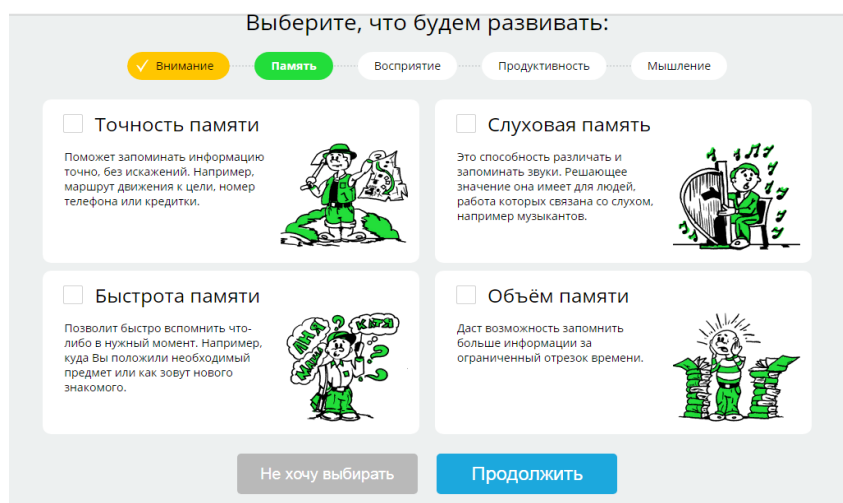 Выберите, что будем развивать:
Внимание
Память
Восприятие
Продуктивность
Мышление
Точность памяти
Поможет запоминать информацию
точно, без искажений. Например,
маршрут движения к цели, номер
телефона или кредитки.
Слуховая память
Это способность различать и
запоминать звуки. Решающее
значение она имеет для людей,
работа которых связана со слухом,
например музыкантов.
Быстрота памяти
Позволит быстро вспомнить что-
либо в нужный момент. Например,
куда Вы положили необходимый
предмет или как зовут нового
знакомого.
АНЯ
КАТЯ
МАША
Объём памяти
Даст возможность запомнить
больше информации за
ограниченный отрезок времени.
Не хочу выбирать
Продолжить